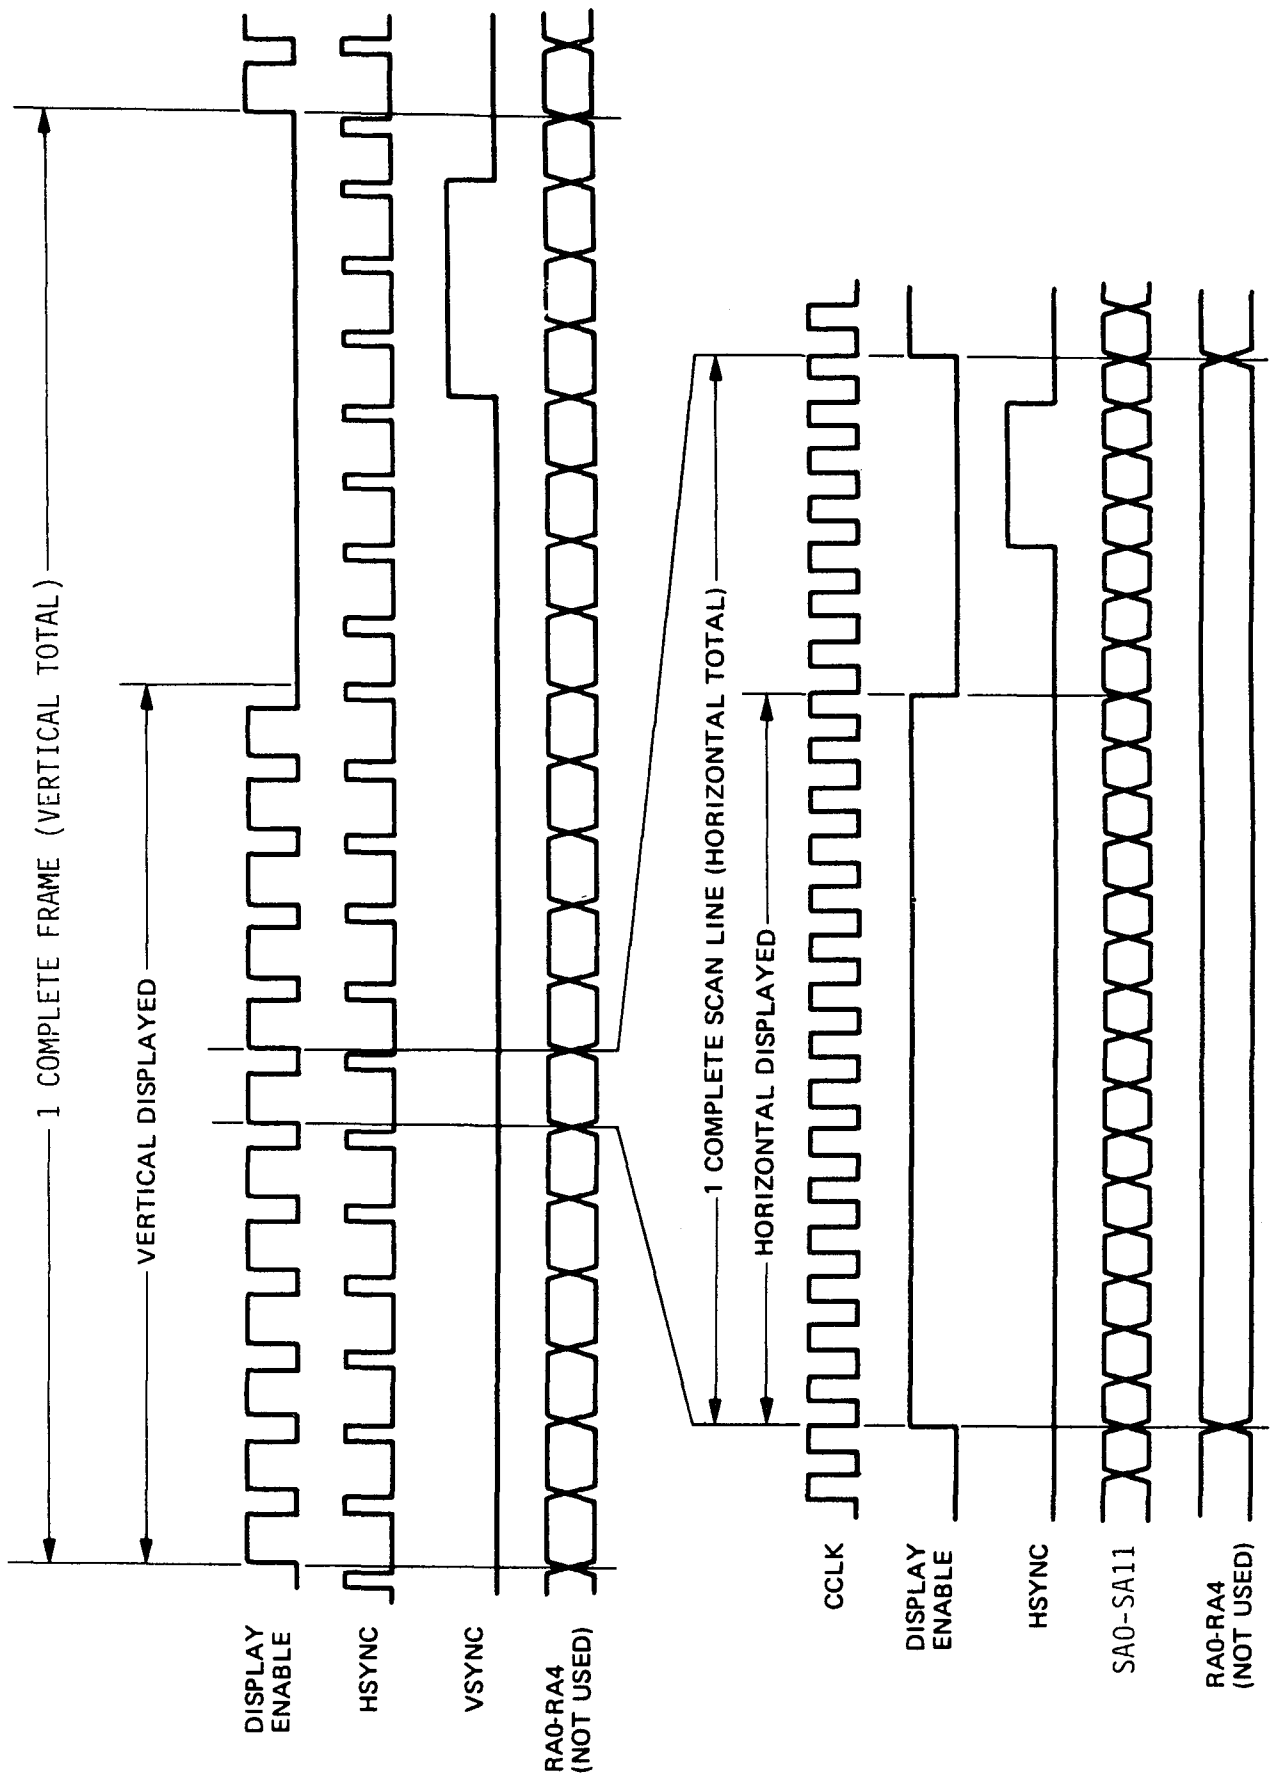 1 COMPLETE FRAME (VERTICAL TOTAL)
VERTICAL DISPLAYED
DISPLAY
ENABLE
HSYNC
VSYNC
RA0-RA4
(NOT USED)
1 COMPLETE SCAN LINE (HORIZONTAL TOTAL)
HORIZONTAL DISPLAYED
CCLK
DISPLAY
ENABLE
HSYNC
SA0-SA11
RA0-RA4
(NOT USED)